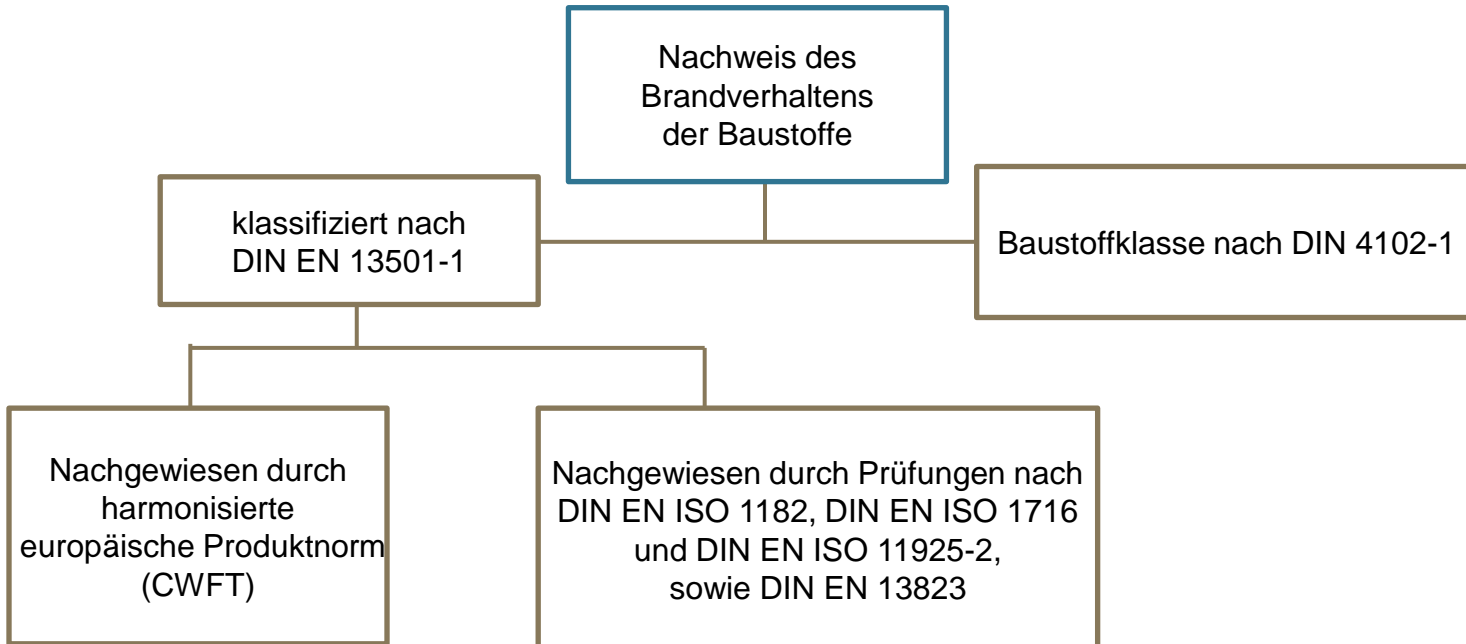 Nachweis des
Brandverhaltens
der Baustoffe
klassifiziert nach
DIN EN 13501-1
Baustoffklasse nach DIN 4102-1
Nachgewiesen durch
harmonisierte
europäische Produktnorm
(CWFT)
Nachgewiesen durch Prüfungen nach
DIN EN ISO 1182, DIN EN ISO 1716
und DIN EN ISO 11925-2,
sowie DIN EN 13823